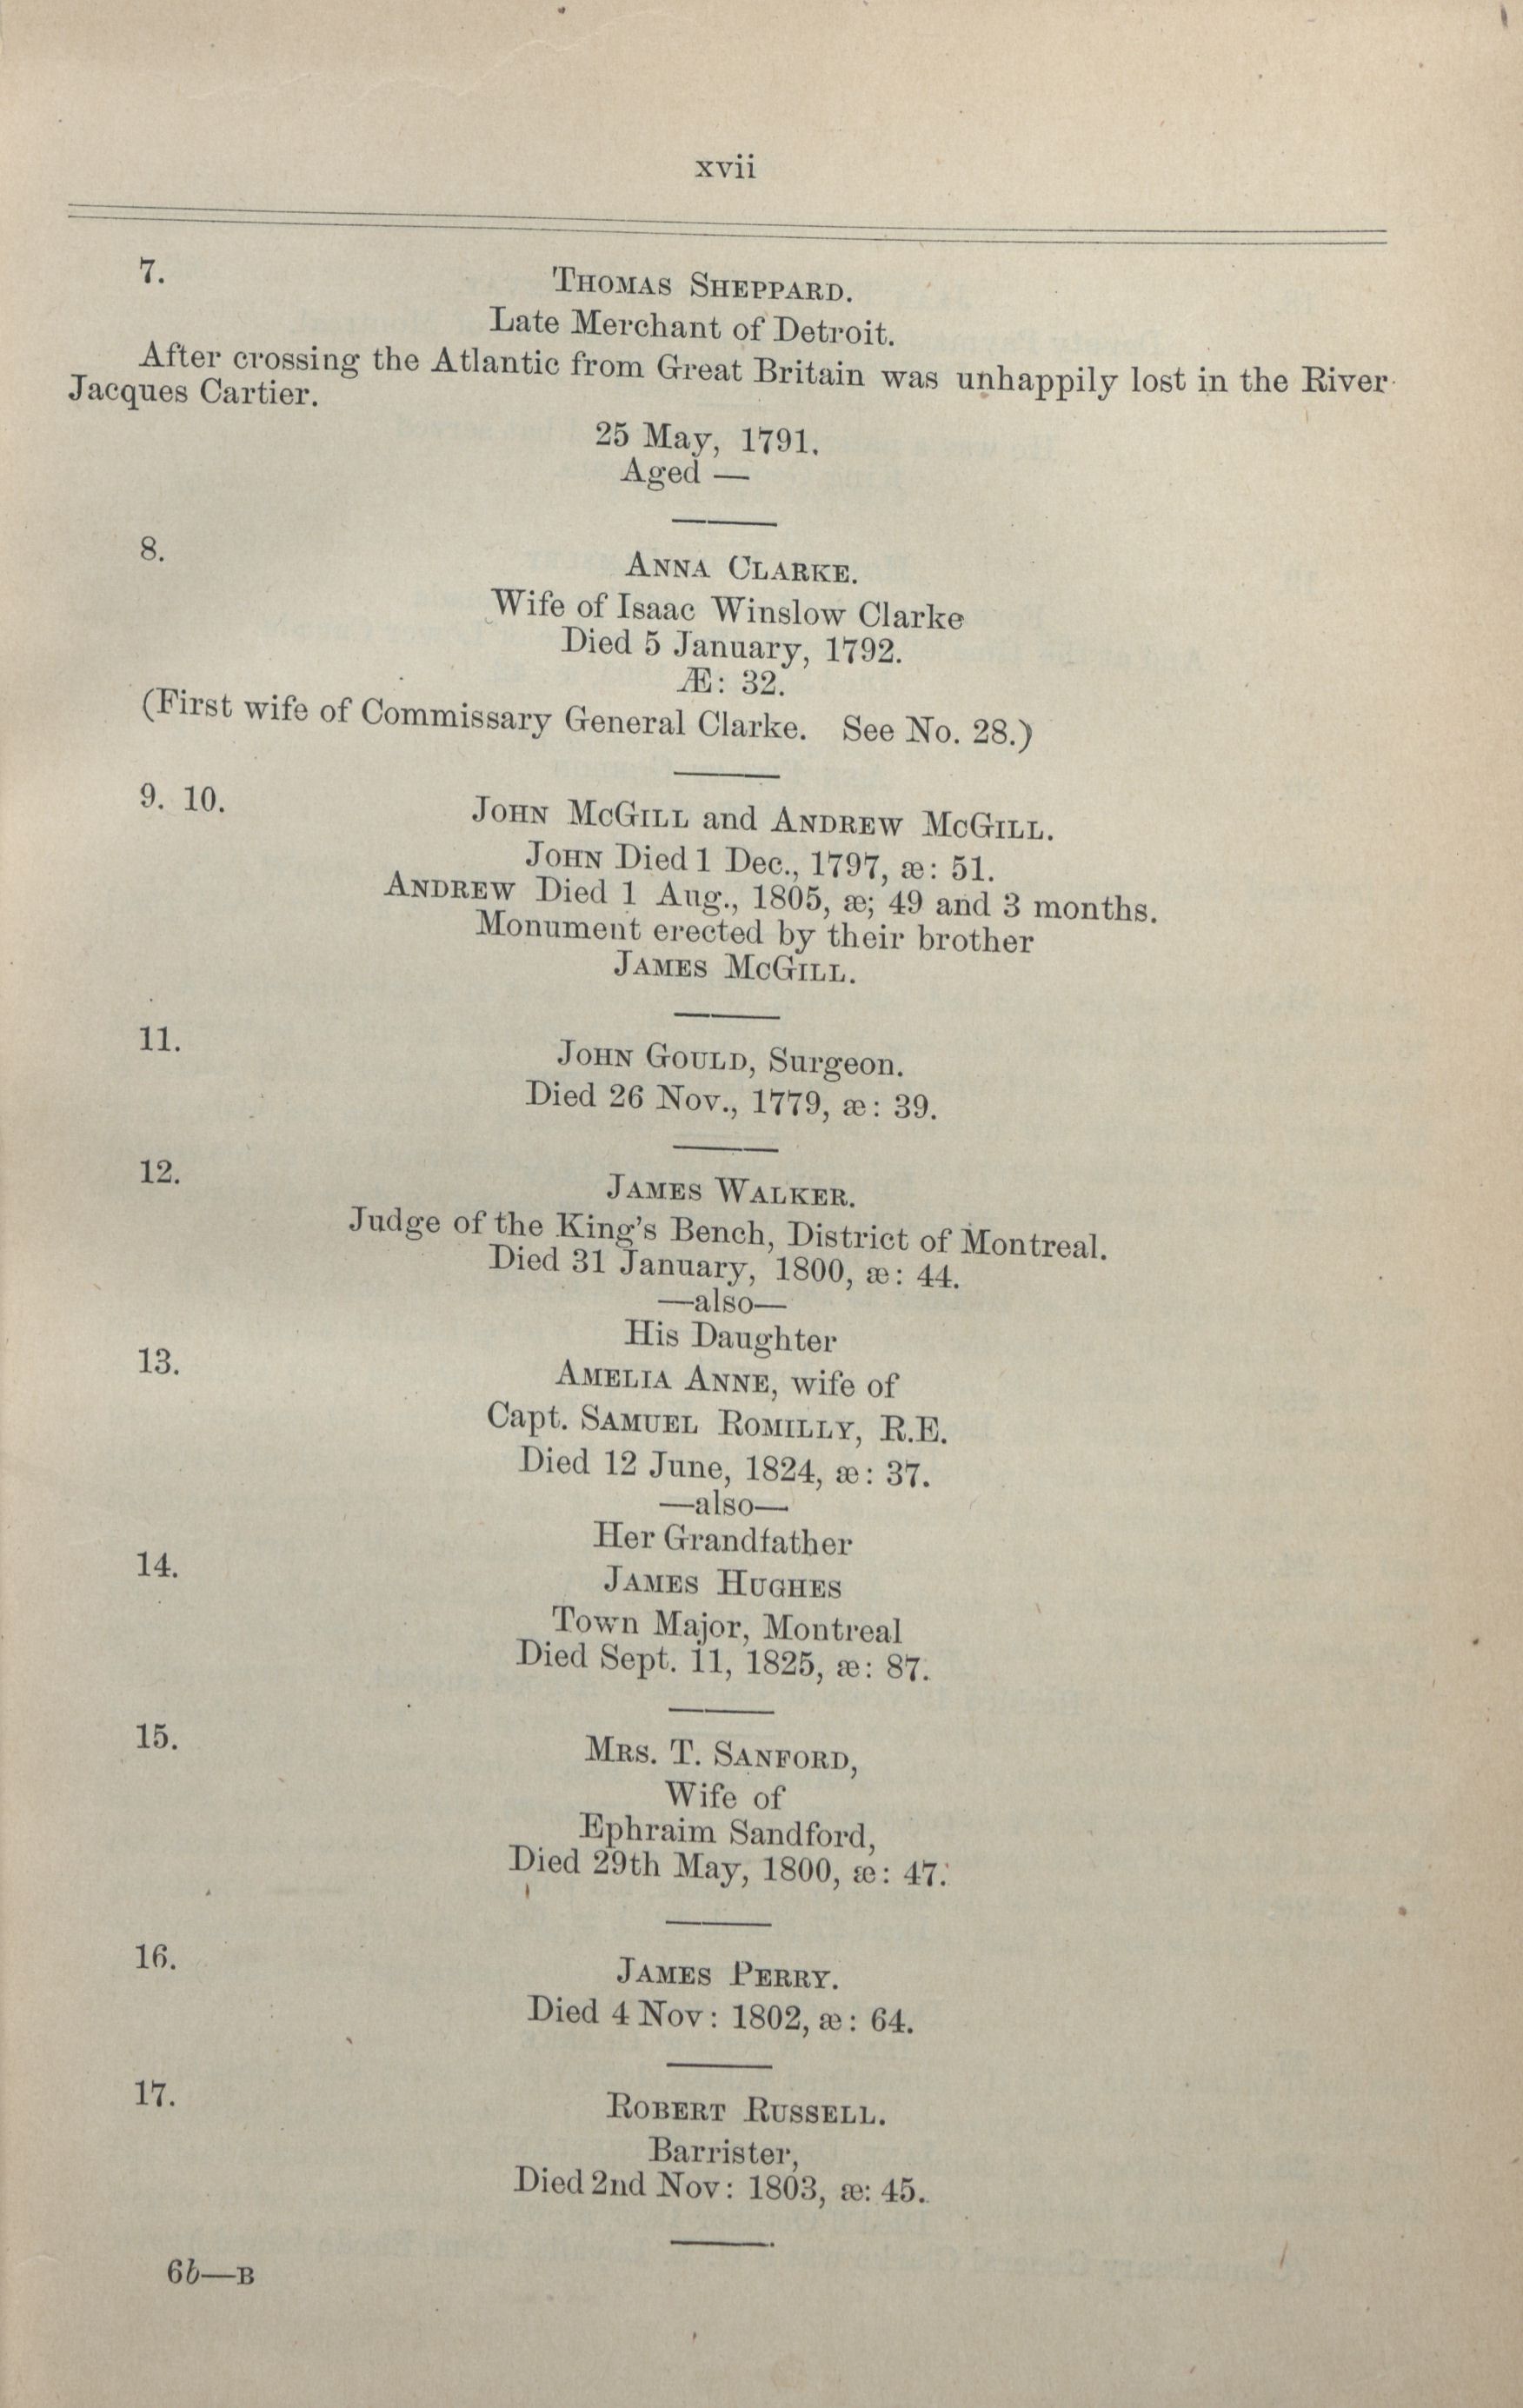 xvii
7.
THOMAS SHEPPARD.
Late Merchant of Detroit.
After crossing the Atlantic from Great Britain was unhappily lost in the River
Jacques Cartier.
25 May, 1791.
Aged —
8.
ANNA CLARKE.
Wife of Isaac Winslow Clarke
Died 5 January, 1792.
Æ: 32.
(First wife of Commissary General Clarke. See No. 28.)
9. 10.
JOHN MCGILL and ANDREW MCGILL.
JOHN Died 1 Dec., 1797, æ: 51.
ANDREW Died 1 Aug., 1805, æ; 49 and 3 months.
Monument erected by their brother
JAMES MCGILL.
11.
JOHN GOULD, Surgeon.
Died 26 Nov., 1779, æ: 39.
12.
JAMES WALKER.
Judge of the King's Bench, District of Montreal.
Died 31 January, 1800, æ: 44.
—also—
His Daughter
13.
AMELIA ANNE, wife of
Capt. SAMUEL ROMILLY, R.E.
Died 12 June, 1824, æ: 37.
—also—
Her Grandfather
14.
JAMES HUGHES
Town Major, Montreal
Died Sept. 11, 1825, æ: 87.
15.
MRS. T. SANFORD,
Wife of
Ephraim Sandford,
Died 29th May, 1800, æ: 47.
16.
JAMES PERRY.
Died 4 Nov: 1802, æ: 64.
17.
ROBERT RUSSELL.
Barrister,
Died 2nd Nov: 1803, æ: 45.
6b—B